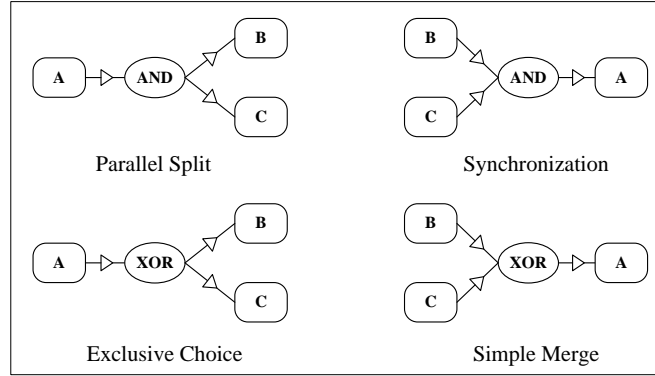 A
AND
B
C
Parallel Split
B
C
AND
A
Synchronization
A
XOR
B
C
Exclusive Choice
B
C
XOR
A
Simple Merge